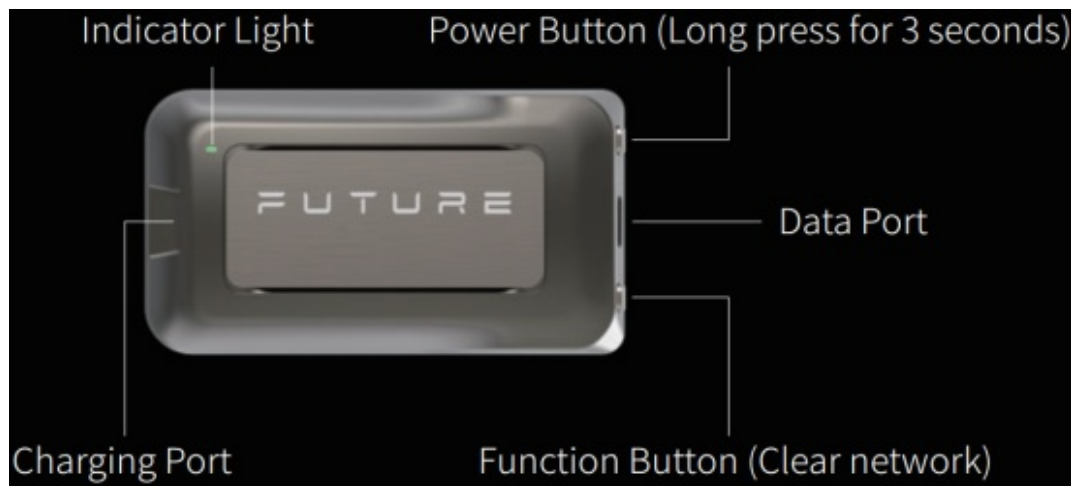 Indicator Light
Power Button (Long press for 3 seconds)
FUTURE
Data Port
Charging Port
Function Button (Clear network)